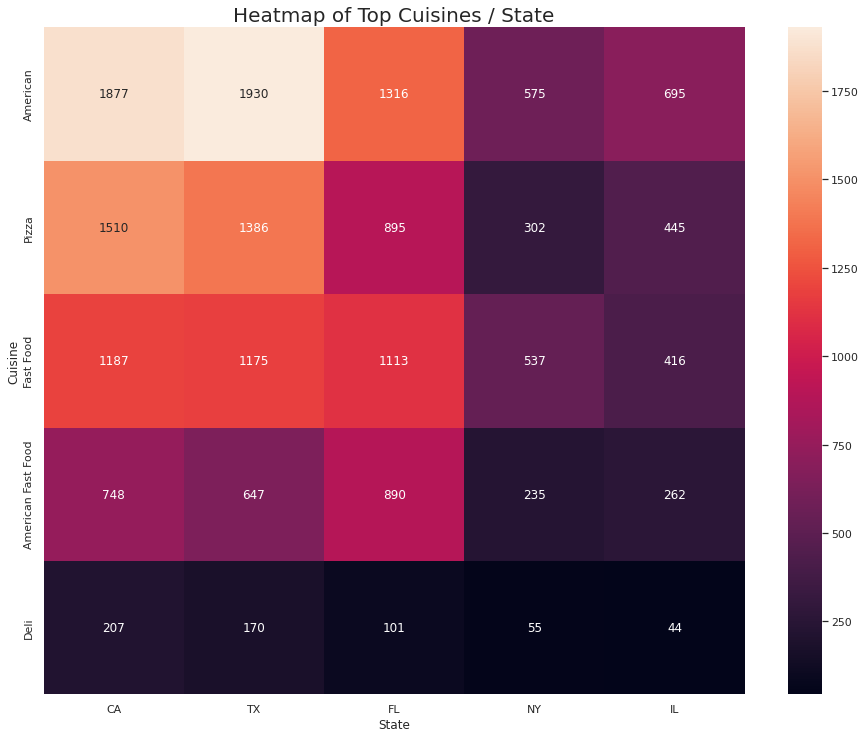 Heatmap of Top Cuisines / State
American
1877 1930 1316 575 695
Pizza
1510 1386 895 302 445
Cuisine
Fast Food
1187 1175 1113 537 416
American Fast Food
748 647 890 235 262
Deli
207 170 101 55 44
CA TX FL NY IL
State
1750
1500
1250
1000
750
500
250